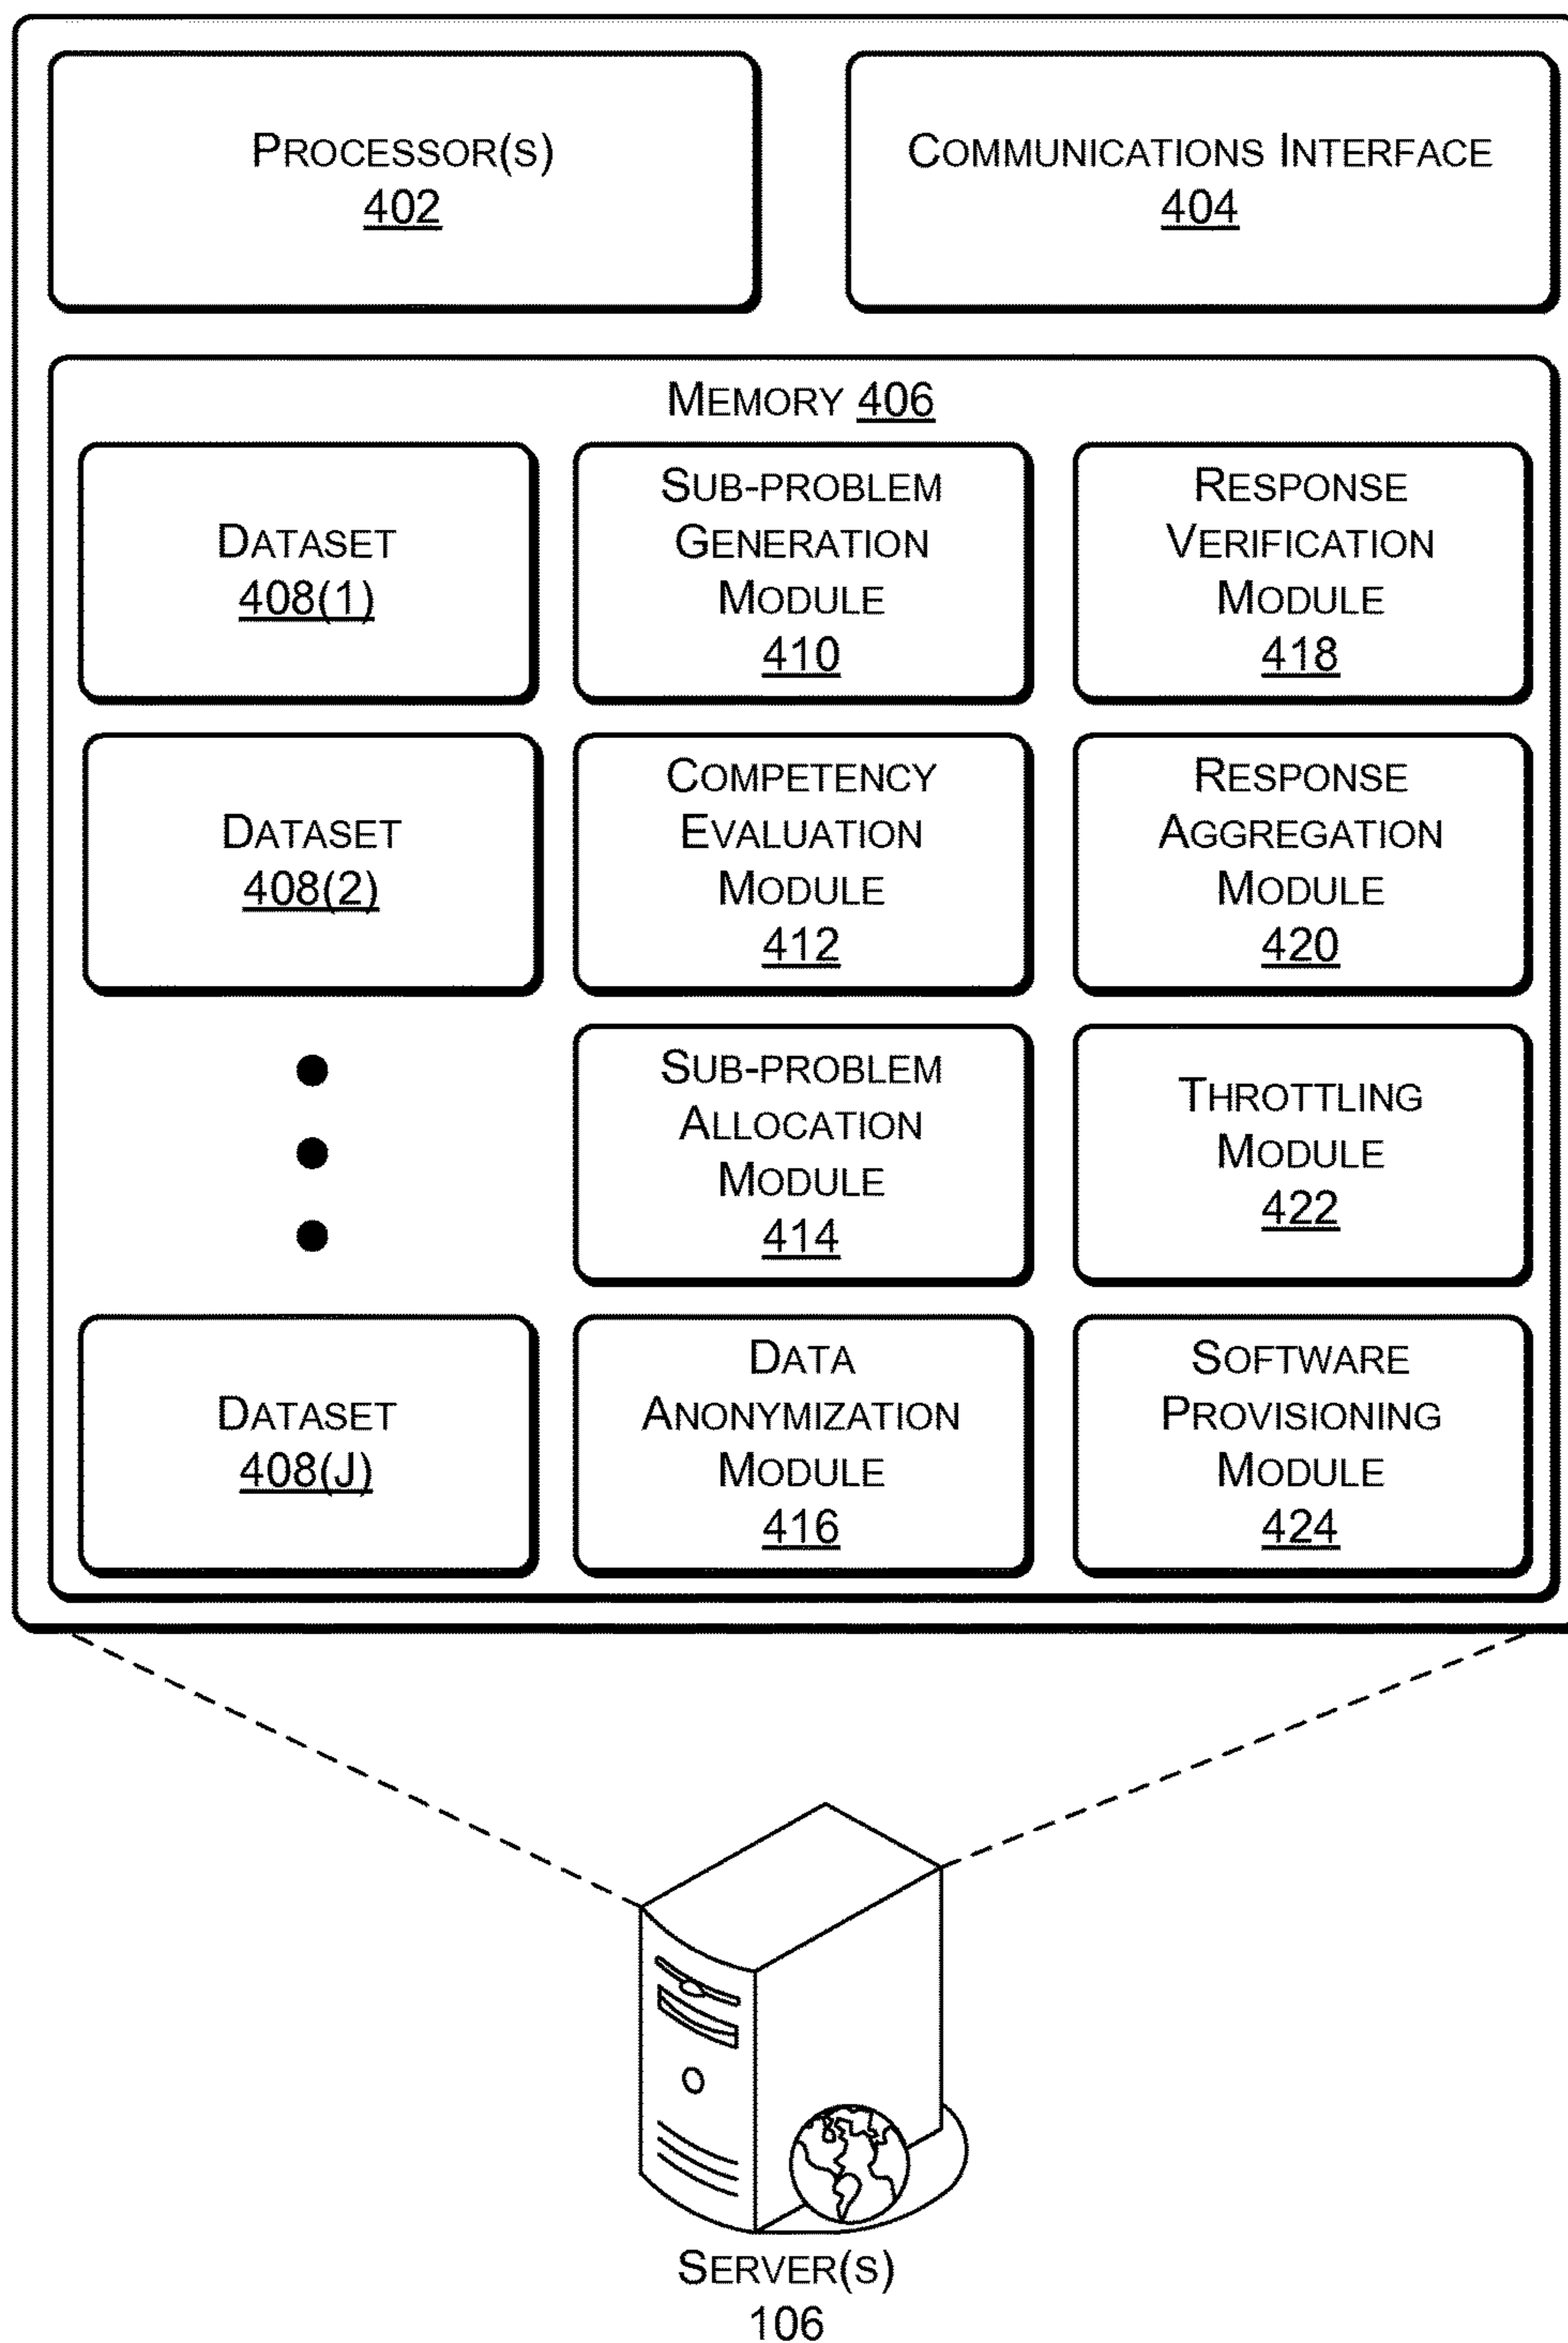 PROCESSOR(S)
402
COMMUNICATIONS INTERFACE
404
MEMORY 406
DATASET
408(1)
SUB-PROBLEM
GENERATION
MODULE
410
RESPONSE
VERIFICATION
MODULE
418
DATASET
408(2)
COMPETENCY
EVALUATION
MODULE
412
RESPONSE
AGGREGATION
MODULE
420
SUB-PROBLEM
ALLOCATION
MODULE
414
THROTTLING
MODULE
422
DATASET
408(J)
DATA
ANONYMIZATION
MODULE
416
SOFTWARE
PROVISIONING
MODULE
424
SERVER(S)
106